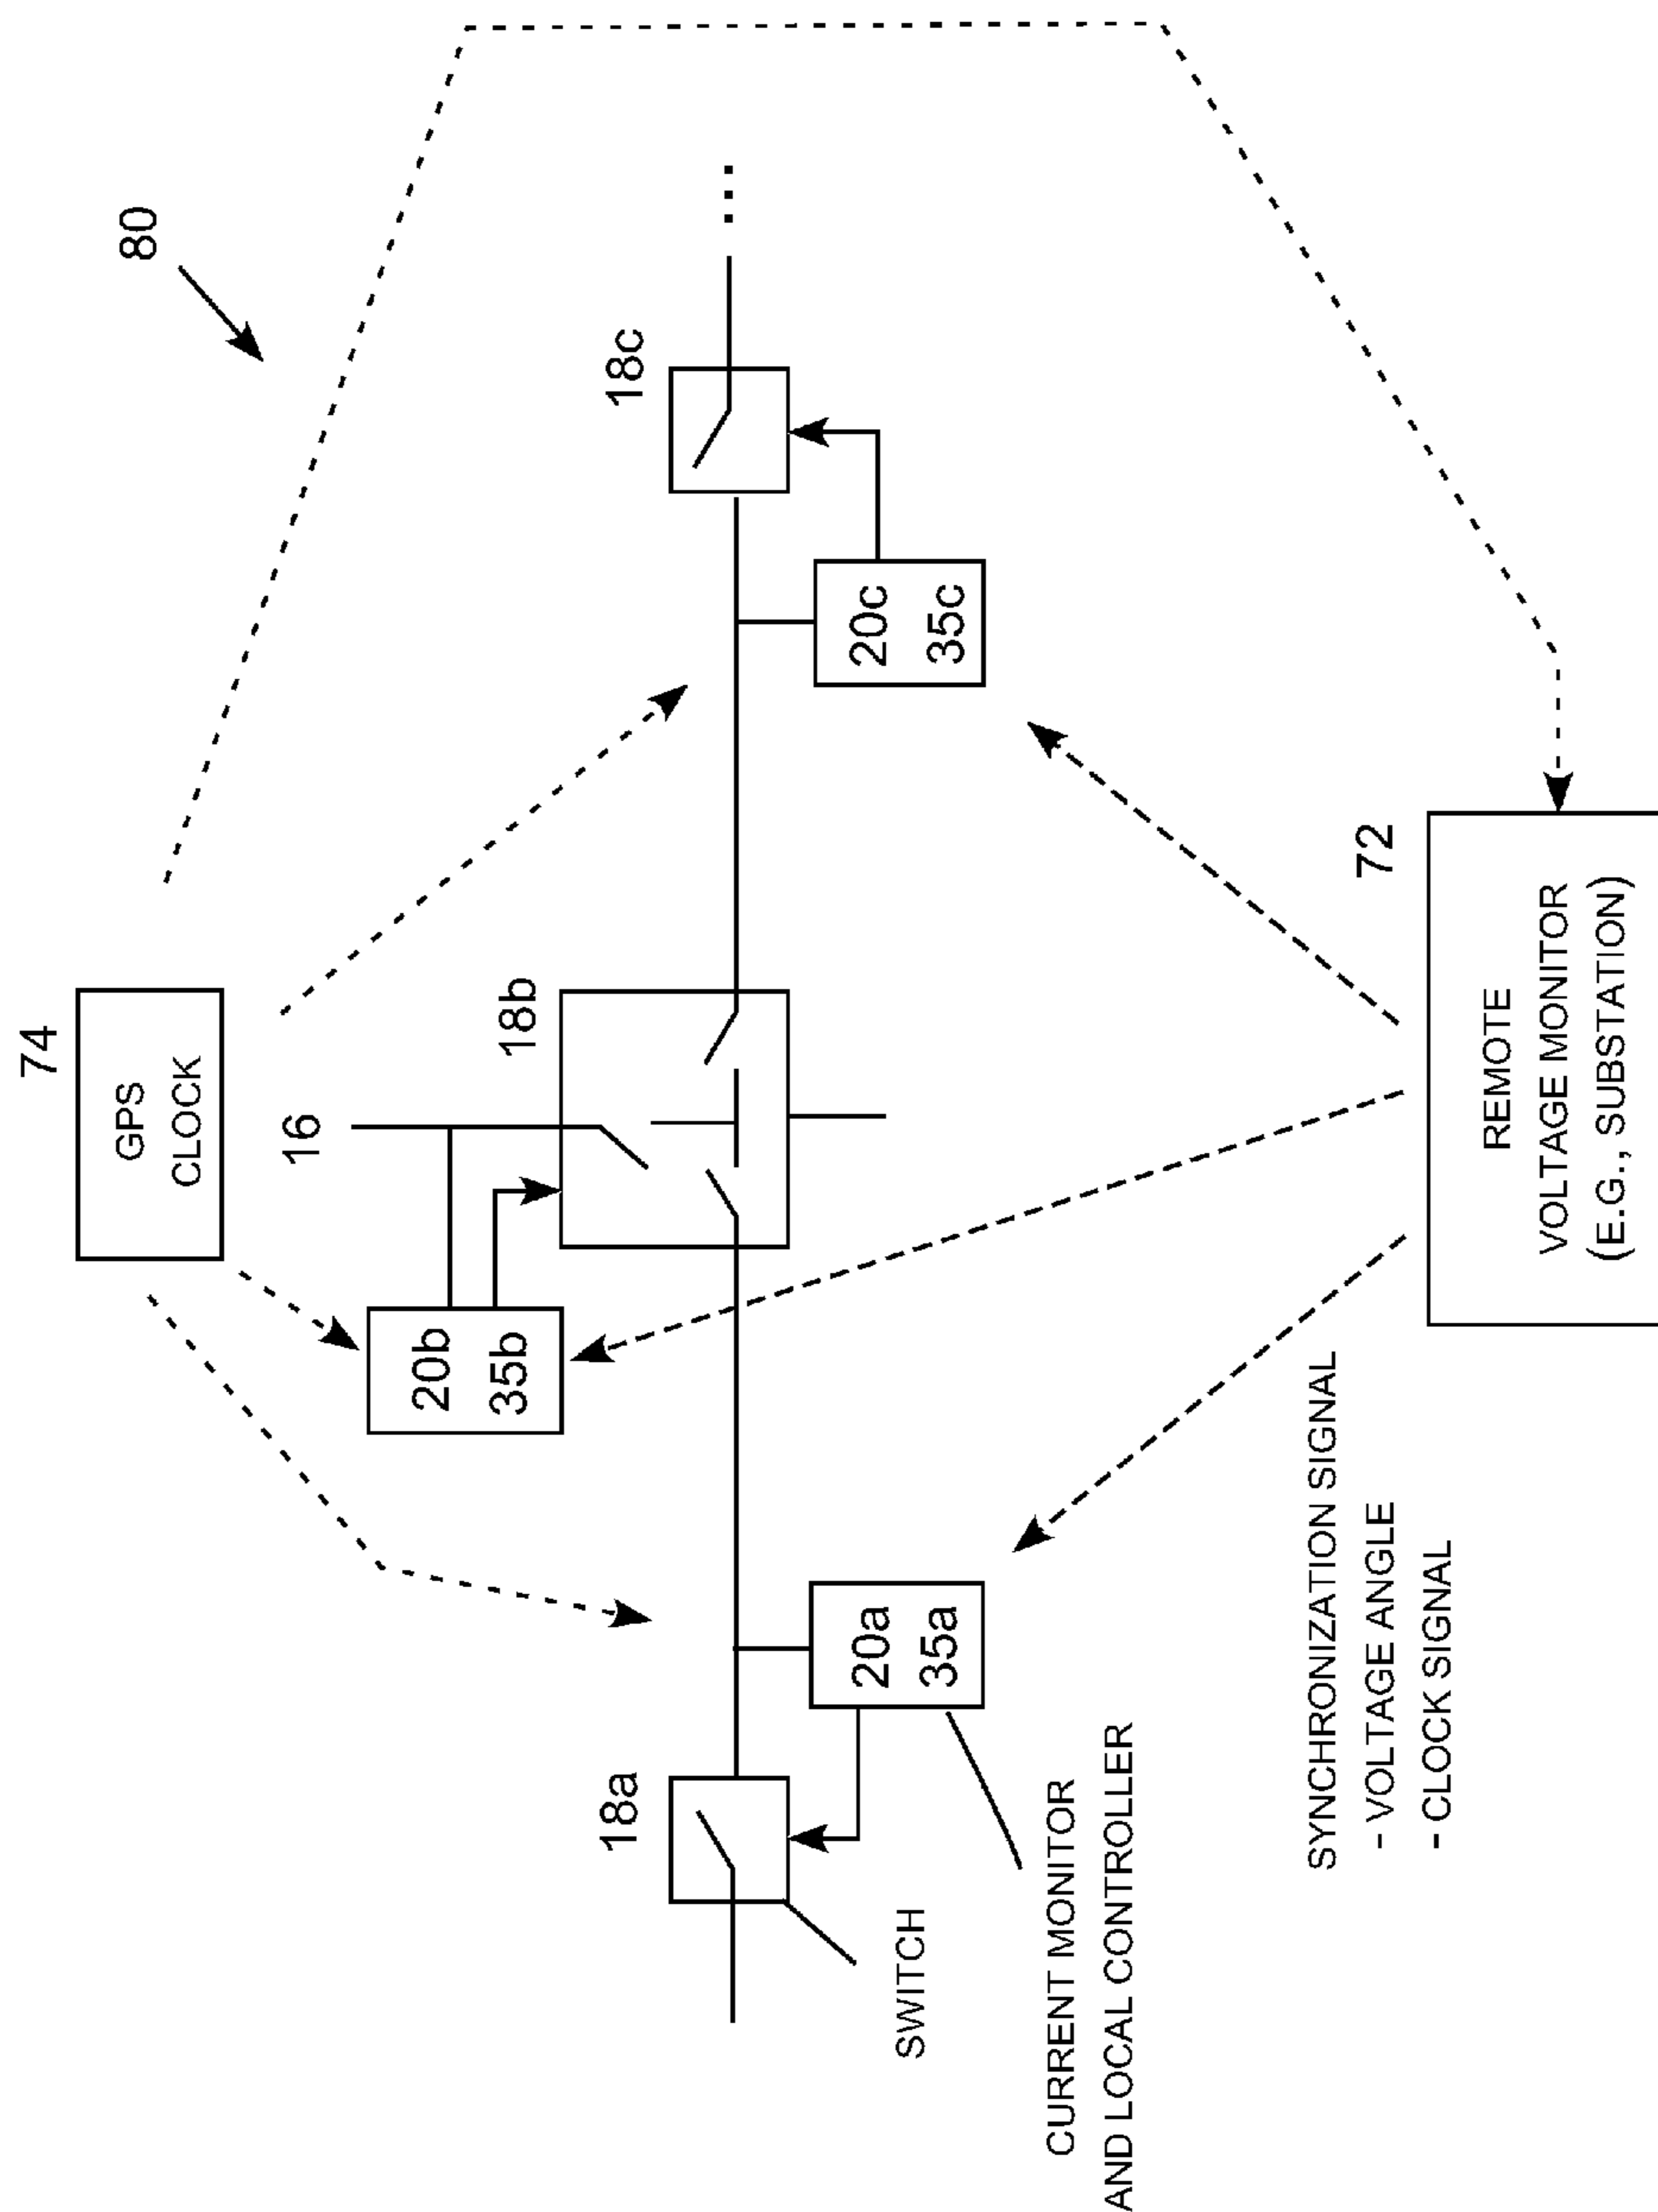 80
74
GPS
CLOCK
16
18b
18c
20b
35b
18a
20a
35a
20c
35c
SWITCH
CURRENT MONITOR
AND LOCAL CONTROLLER
SYNCHRONIZATION SIGNAL
- VOLTAGE ANGLE
- CLOCK SIGNAL
72
REMOTE
VOLTAGE MONITOR
(E.G., SUBSTATION)